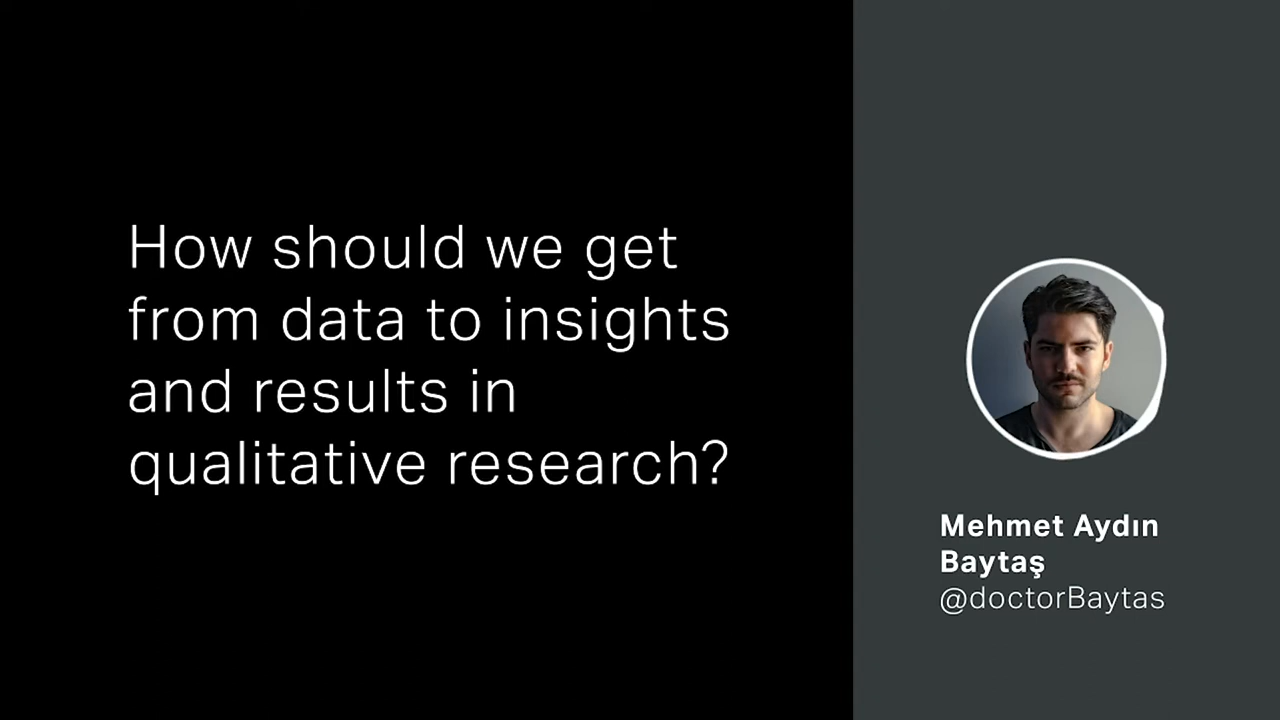 How should we get
from data to insights
and results in
qualitative research?
Mehmet Aydın
Baytaş
@doctorBaytas